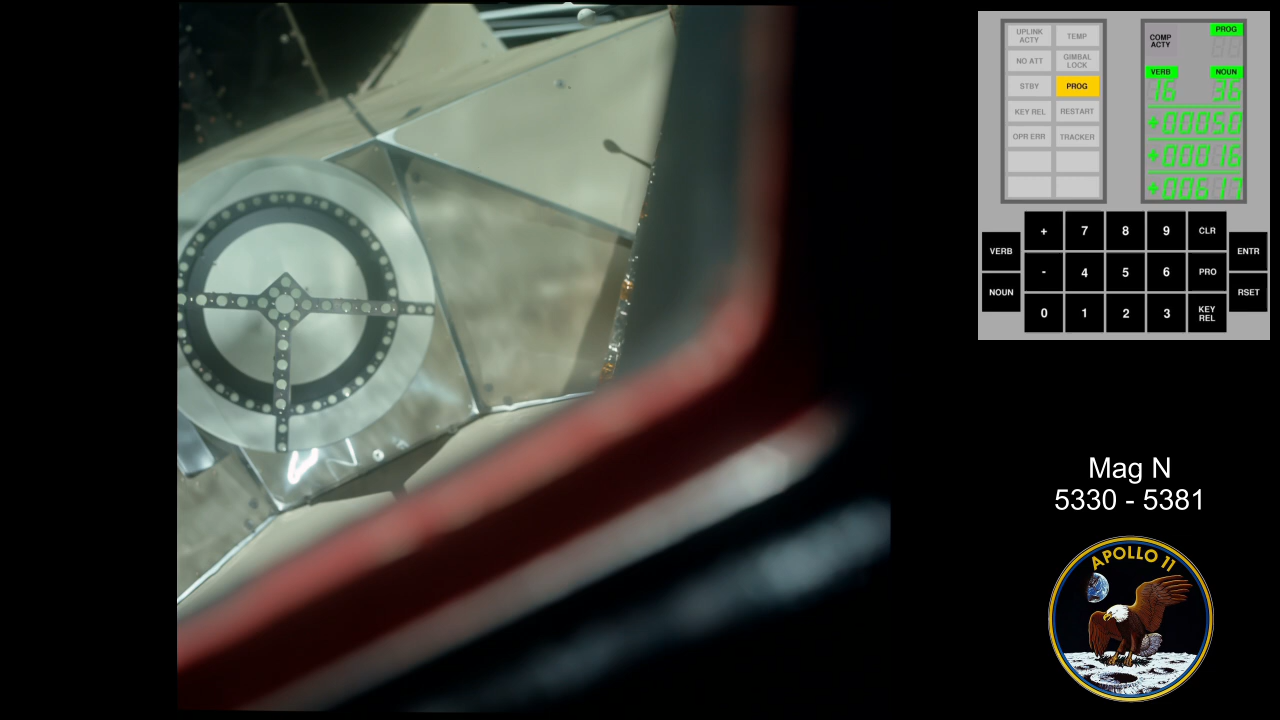 UPLINK
ACTY
TEMP
NO ATT
GIMBAL
LOCK
STBY
PROG
KEY REL
RESTART
OPR ERR
TRACKER
COMP
ACTY
PROG
VERB
NOUN
16
36
+00050
+00016
+00617
VERB
NOUN
+
7
8
9
CLR
-
4
5
6
PRO
0
1
2
3
KEY
REL
ENTR
RSET
Mag N
5330 - 5381
APOLLO 11